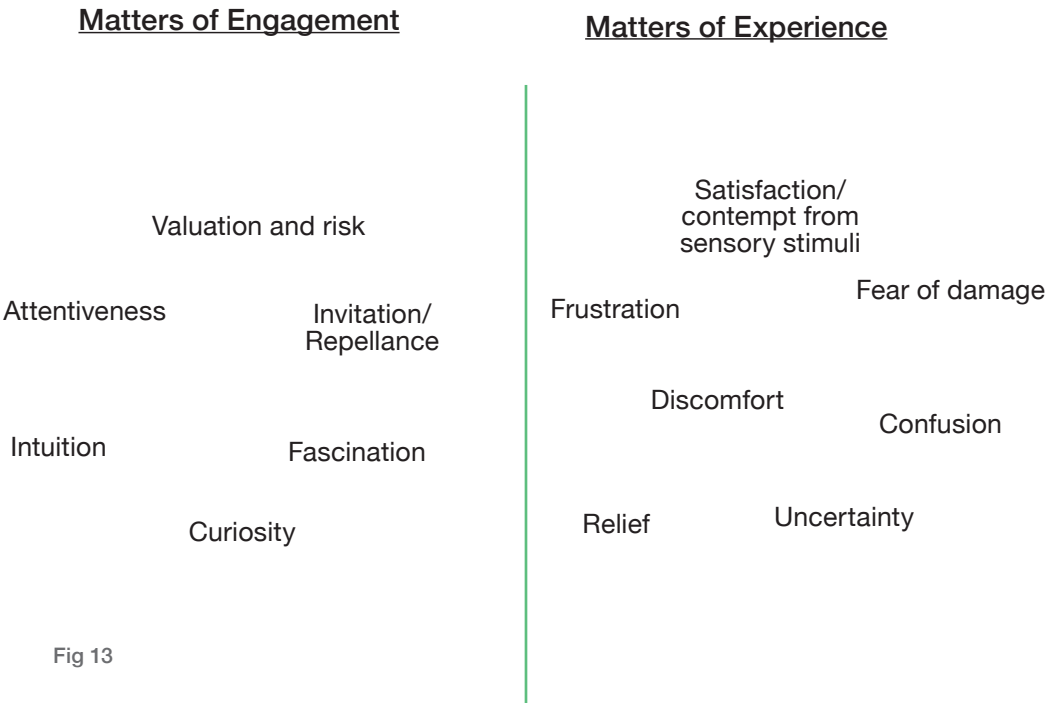 Matters of Engagement
Valuation and risk
Attentiveness
Invitation/
Repellance
Intuition
Fascination
Curiosity
Fig 13
Matters of Experience
Satisfaction/
contempt from
sensory stimuli
Fear of damage
Frustration
Discomfort
Confusion
Relief
Uncertainty